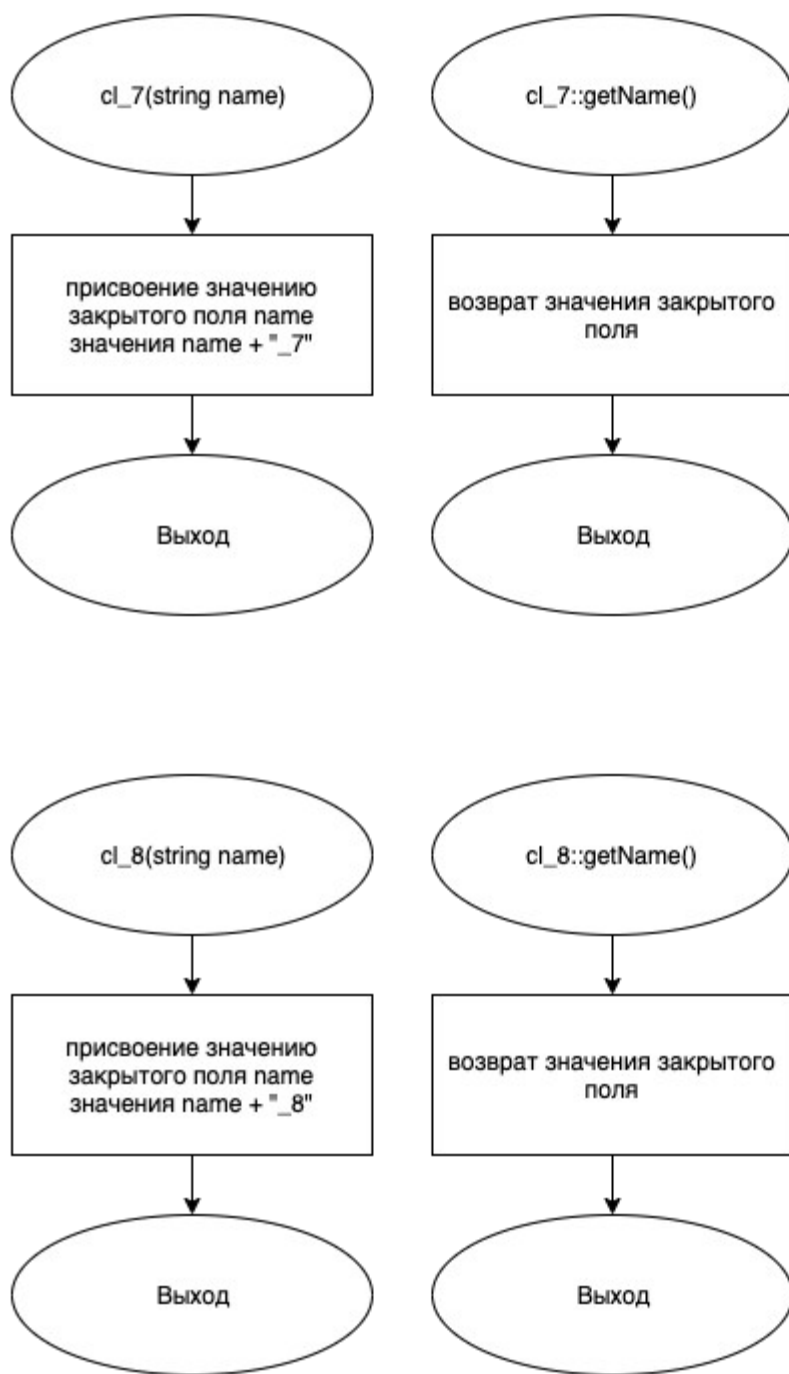 cl_7(string name)
cl_7::getName()
присвоение значению
закрытого поля name
значения name + "_7"
возврат значения закрытого
поля
Выход
Выход
cl_8(string name)
cl_8::getName()
присвоение значению
закрытого поля name
значения name + "_8"
возврат значения закрытого
поля
Выход
Выход